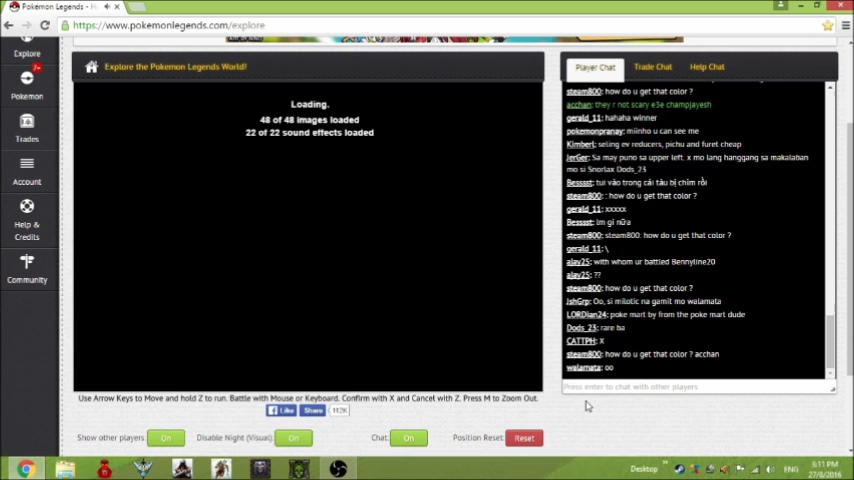 Pokemon Legends - H
https://www.pokemonlegends.com/explore
Explore
7+
Pokemon
Trades
Account
Help &
Credits
Community
Explore the Pokemon Legends World!
Loading.
48 of 48 images loaded
22 of 22 sound effects loaded
Use Arrow Keys to Move and hold Z to run. Battle with Mouse or Keyboard. Confirm with X and Cancel with Z. Press M to Zoom Out.
Like Share 112K
Show other players: On Disable Night (Visual): On Chat: On Position Reset: Reset
Player Chat Trade Chat Help Chat
steam800: how do u get that color ?
acchan: they r not scary e3e champjayesh
gerald_11: hahaha winner
pokemonpranay: miinho u can see me
Kimberl: seling ev reducers, pichu and furet cheap
JerGer: Sa may puno sa upper left. x mo lang hanggang sa makalaban
mo si Snorlax Dods_23
Besssst: tui vào trong cái tàu bị chìm rồi
steam800: : how do u get that color ?
gerald_11: xxxxx
Besssst: lm gì nữa
steam800: steam800: how do u get that color ?
gerald_11: \
ajay25: with whom ur battled Bennyline20
ajay25: ??
steam800: how do u get that color ?
JshGrp: Oo, si milotic na gamit mo walamata
LORDian24: poke mart by from the poke mart dude
Dods_23: rare ba
CATTPH: X
steam800: how do u get that color ? acchan
walamata: oo
Press enter to chat with other players
Desktop
ENG
6:11 PM
27/8/2016